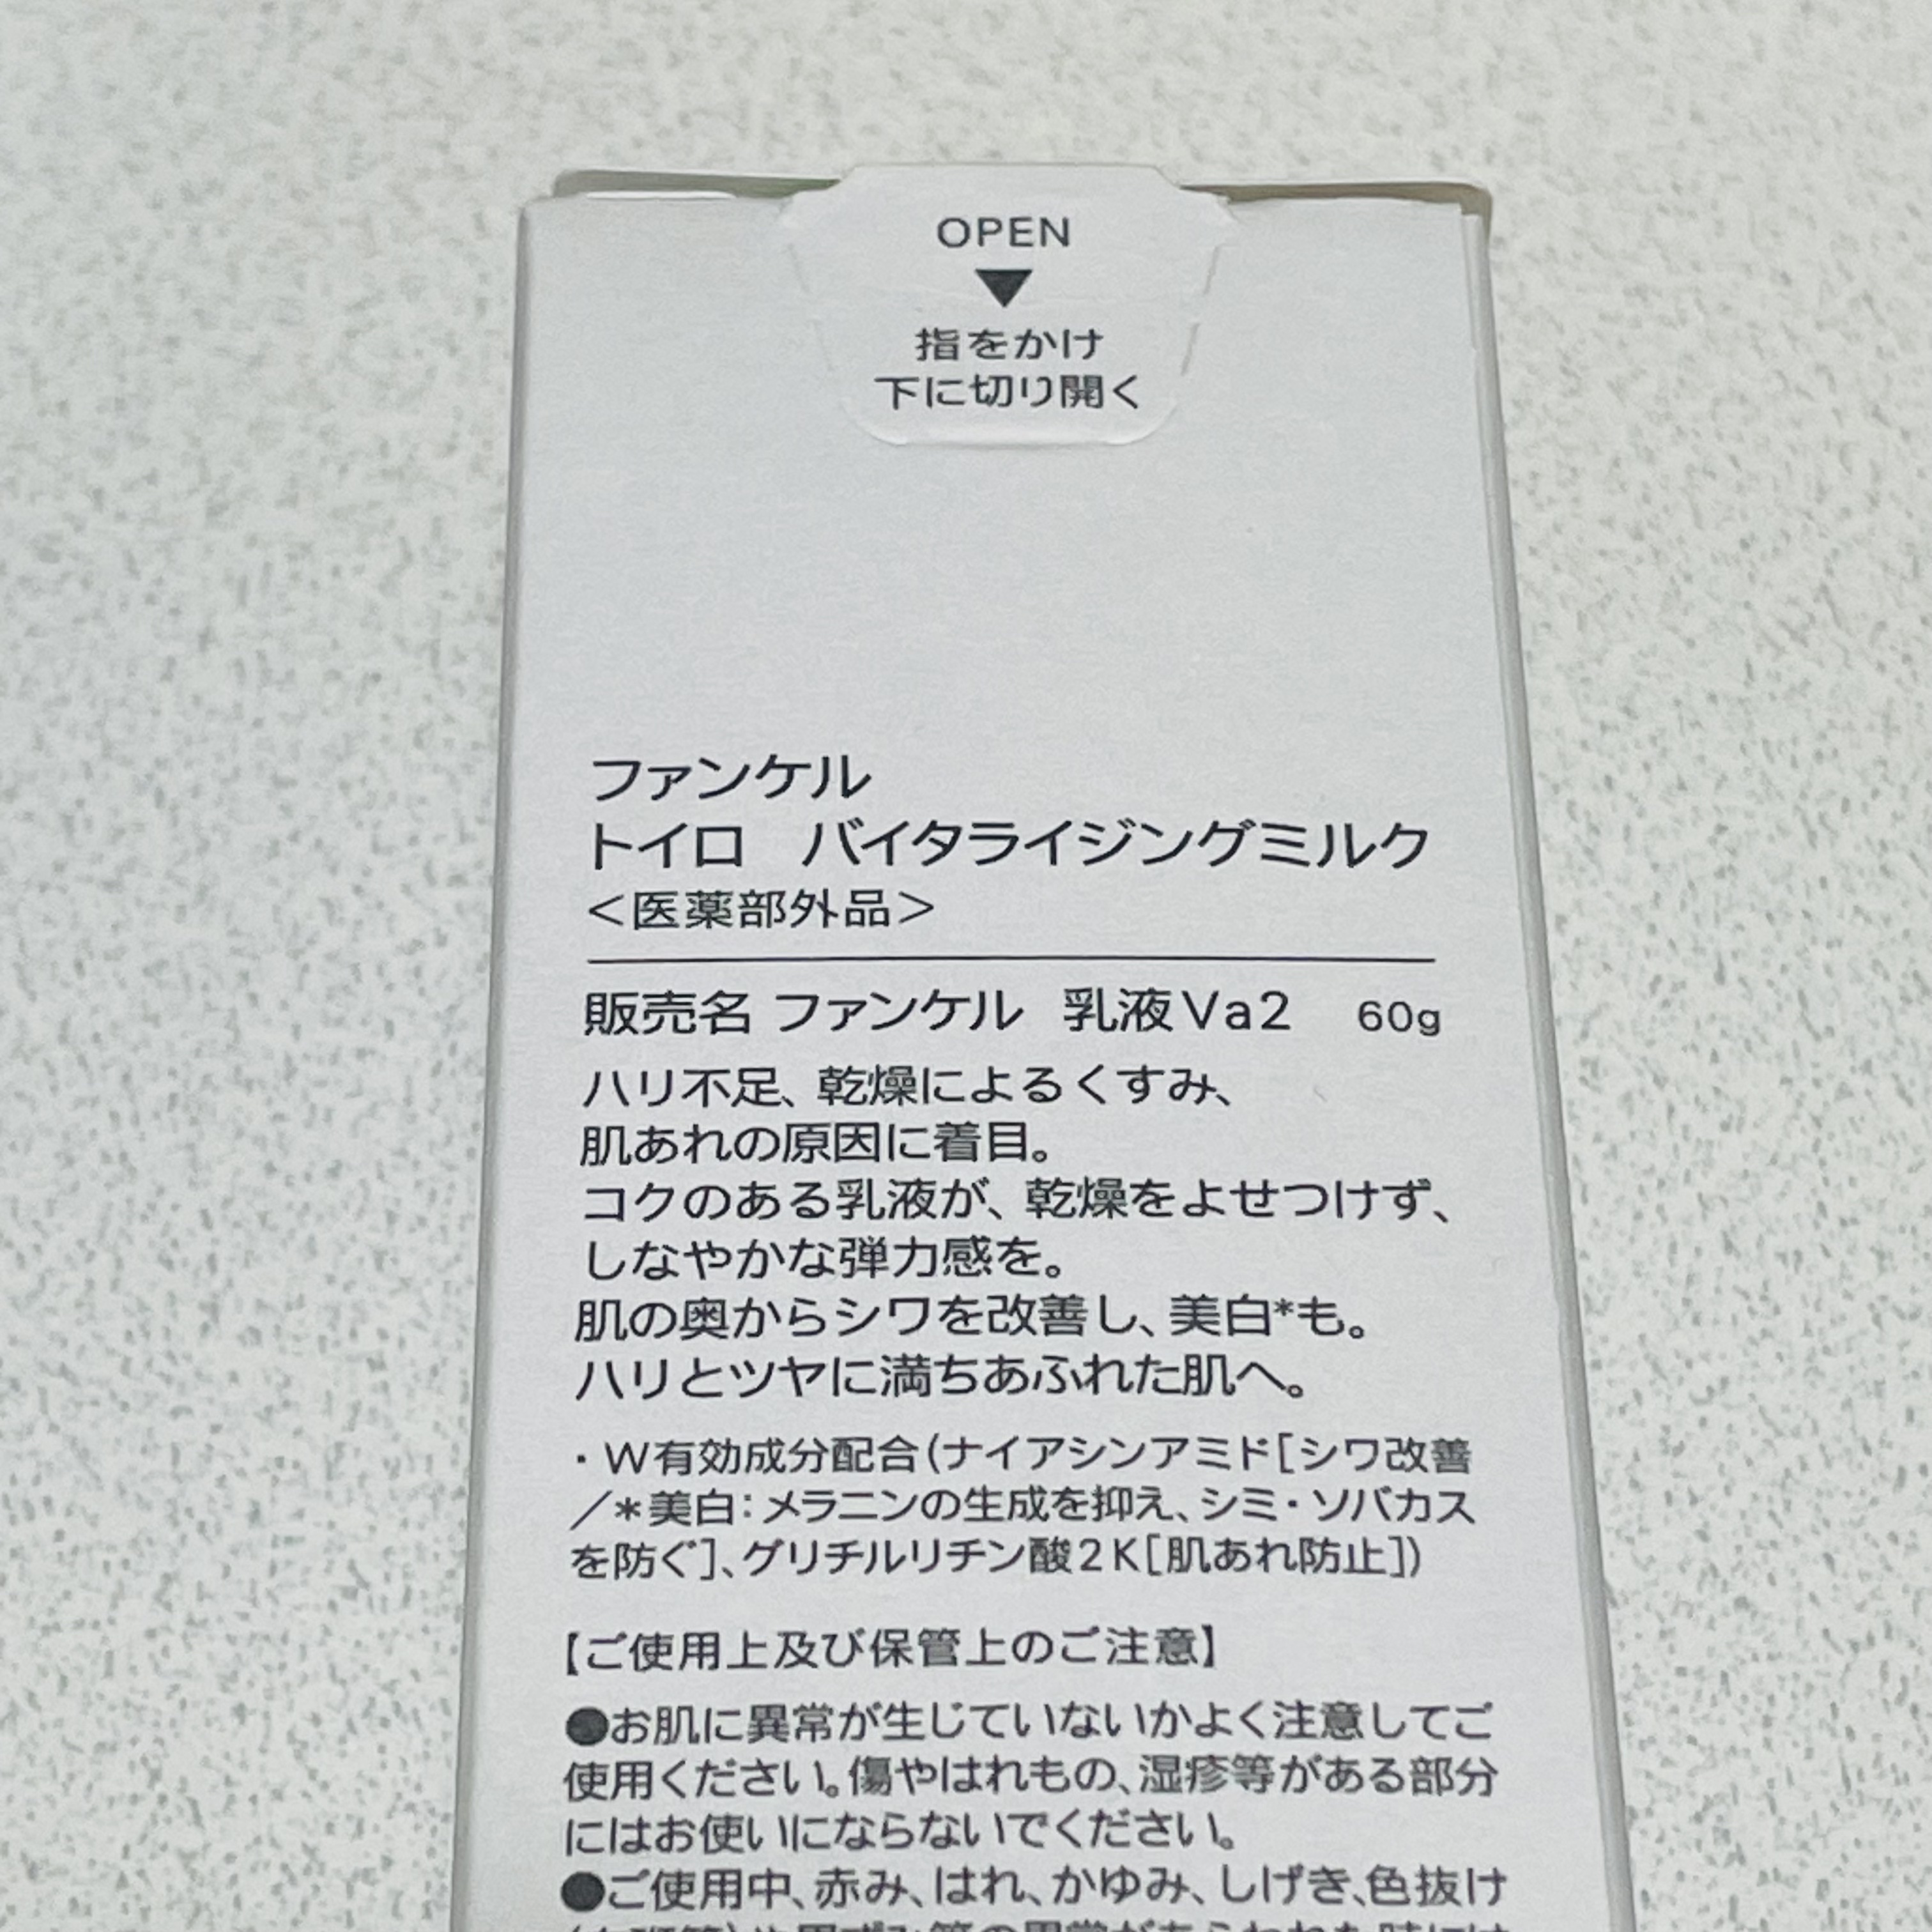 OPEN
▼
指をかけ
下に切り開く
ファンケル
トイロ　バイタライジングミルク
＜医薬部外品＞
販売名 ファンケル 乳液Va2　60g
ハリ不足、乾燥によるくすみ、
肌あれの原因に着目。
コクのある乳液が、乾燥をよせつけず、
しなやかな弾力感を。
肌の奥からシワを改善し、美白*も。
ハリとツヤに満ちあふれた肌へ。
・W有効成分配合(ナイアシンアミド[シワ改善
／*美白：メラニンの生成を抑え、シミ・ソバカス
を防ぐ]、グリチルリチン酸2K[肌あれ防止])
【ご使用上及び保管上のご注意】
●お肌に異常が生じていないかよく注意してご
使用ください。傷やはれもの、湿疹等がある部分
にはお使いにならないでください。
●ご使用中、赤み、はれ、かゆみ、しげき、色抜け